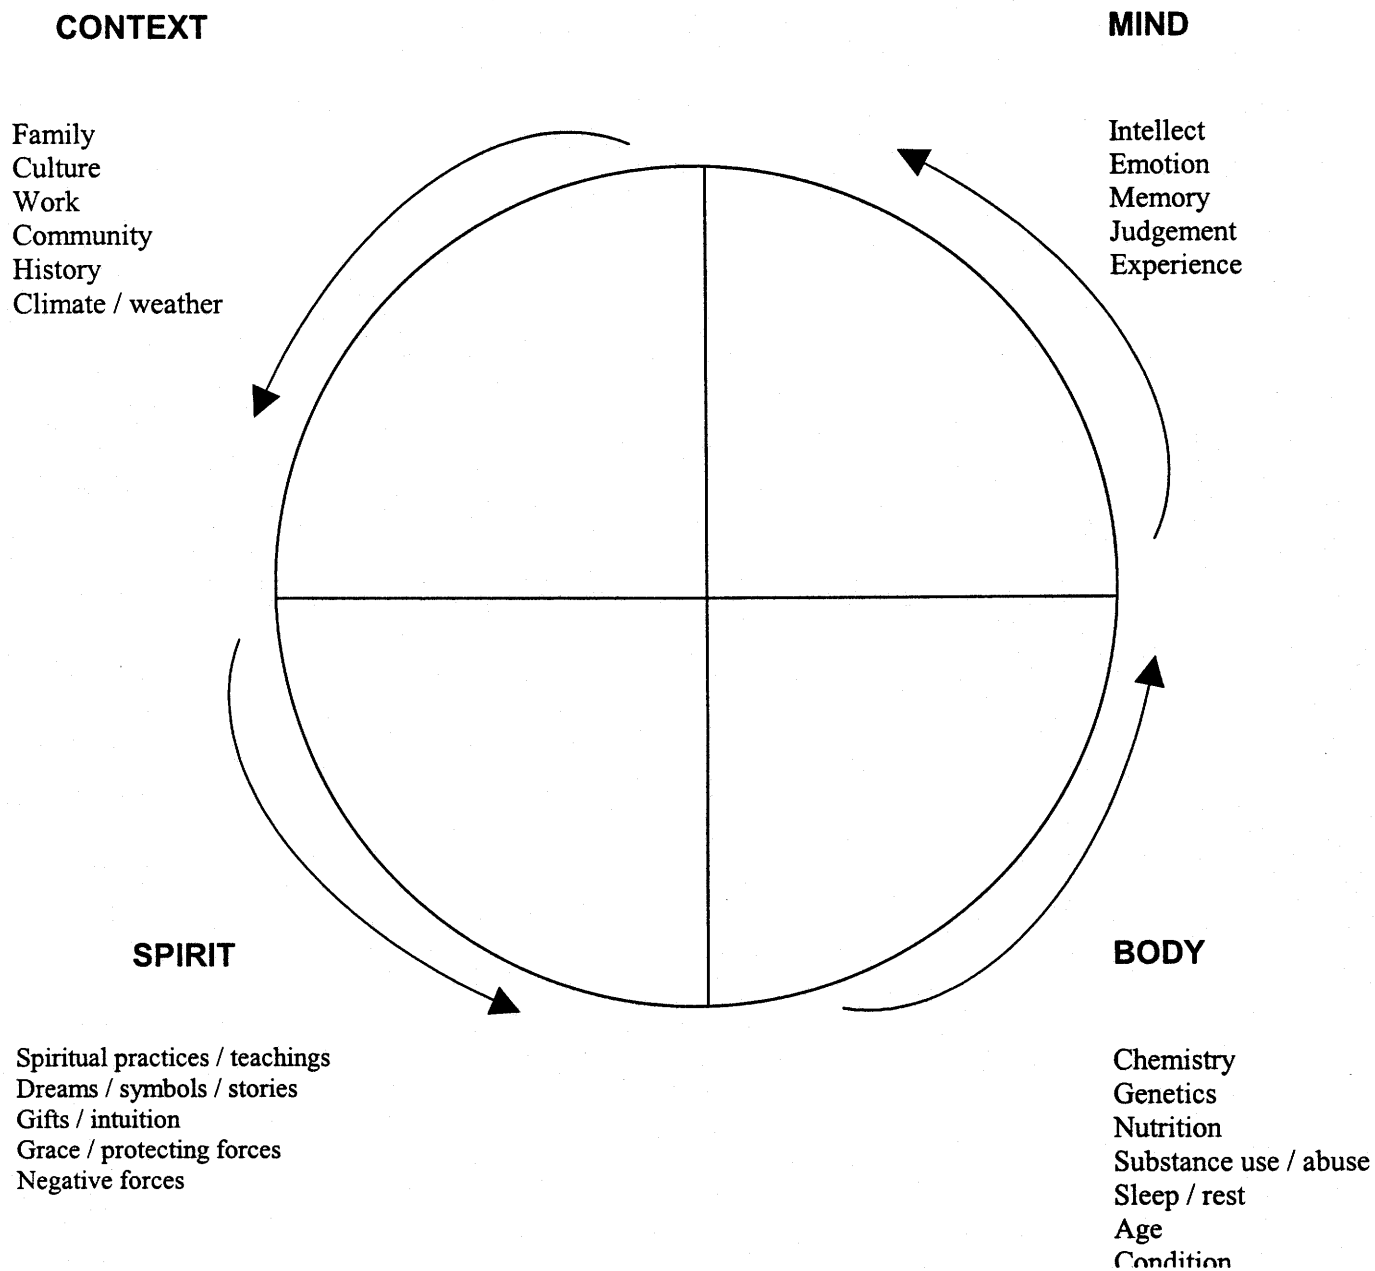 CONTEXT
Family
Culture
Work
Community
History
Climate / weather
MIND
Intellect
Emotion
Memory
Judgement
Experience
SPIRIT
Spiritual practices / teachings
Dreams / symbols / stories
Gifts / intuition
Grace / protecting forces
Negative forces
BODY
Chemistry
Genetics
Nutrition
Substance use / abuse
Sleep / rest
Age
Condition